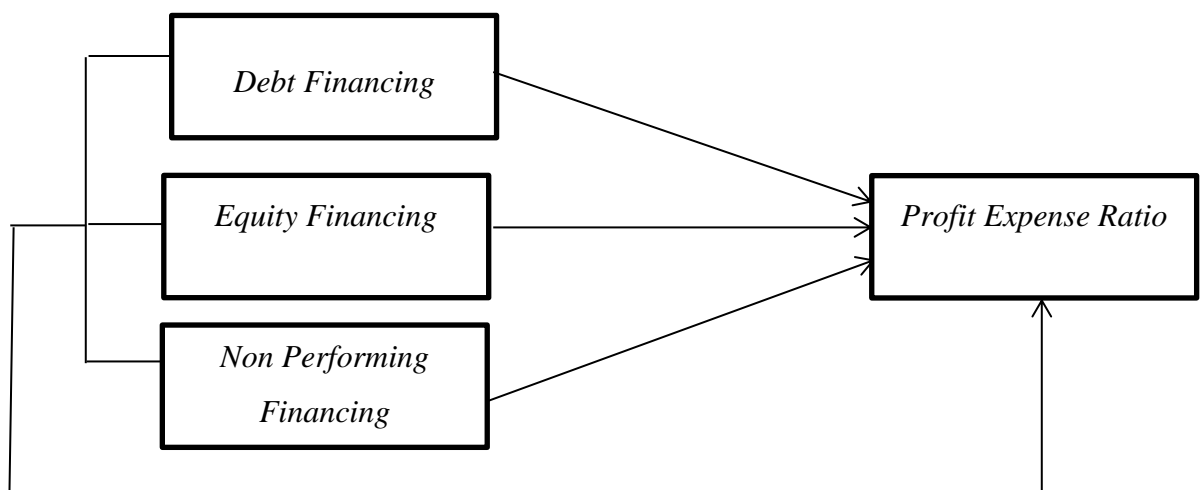 Debt Financing
Equity Financing
Profit Expense Ratio
Non Performing
Financing